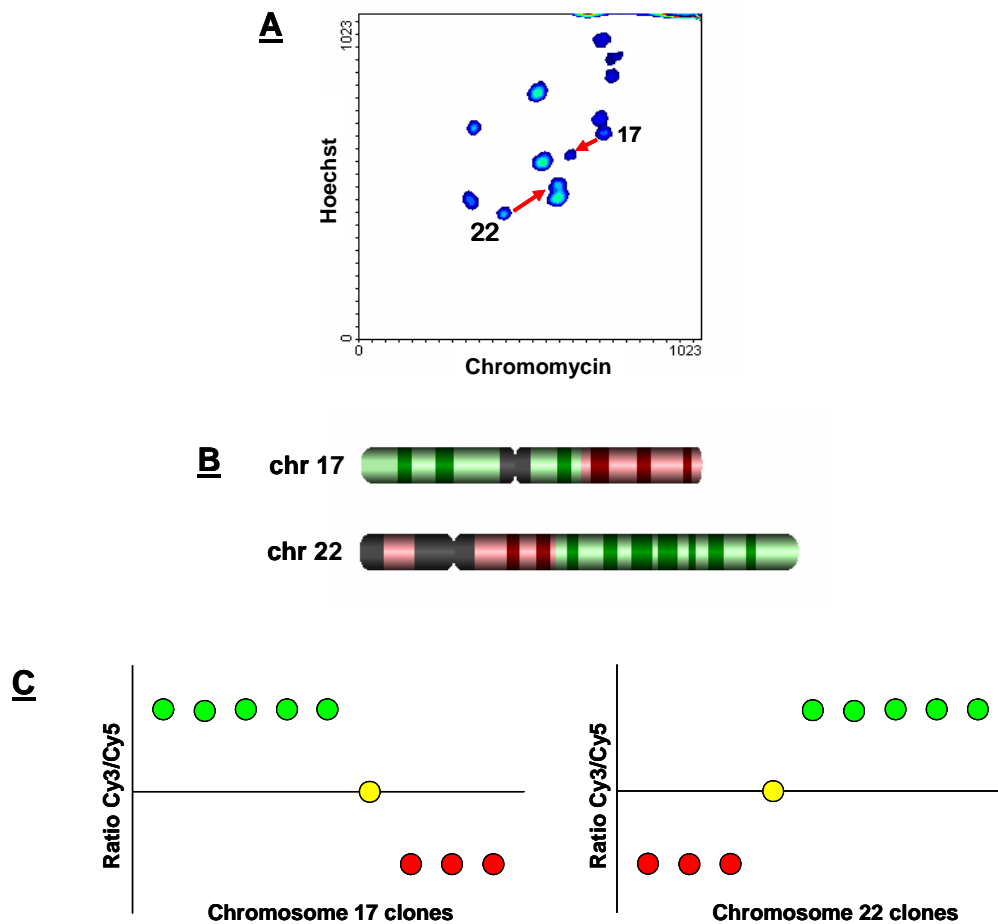 A
1023
Hoechst
17
22
0
0
1023
Chromomycin
B
chr 17
chr 22
C
Ratio Cy3/Cy5
Chromosome 17 clones
Ratio Cy3/Cy5
Chromosome 22 clones